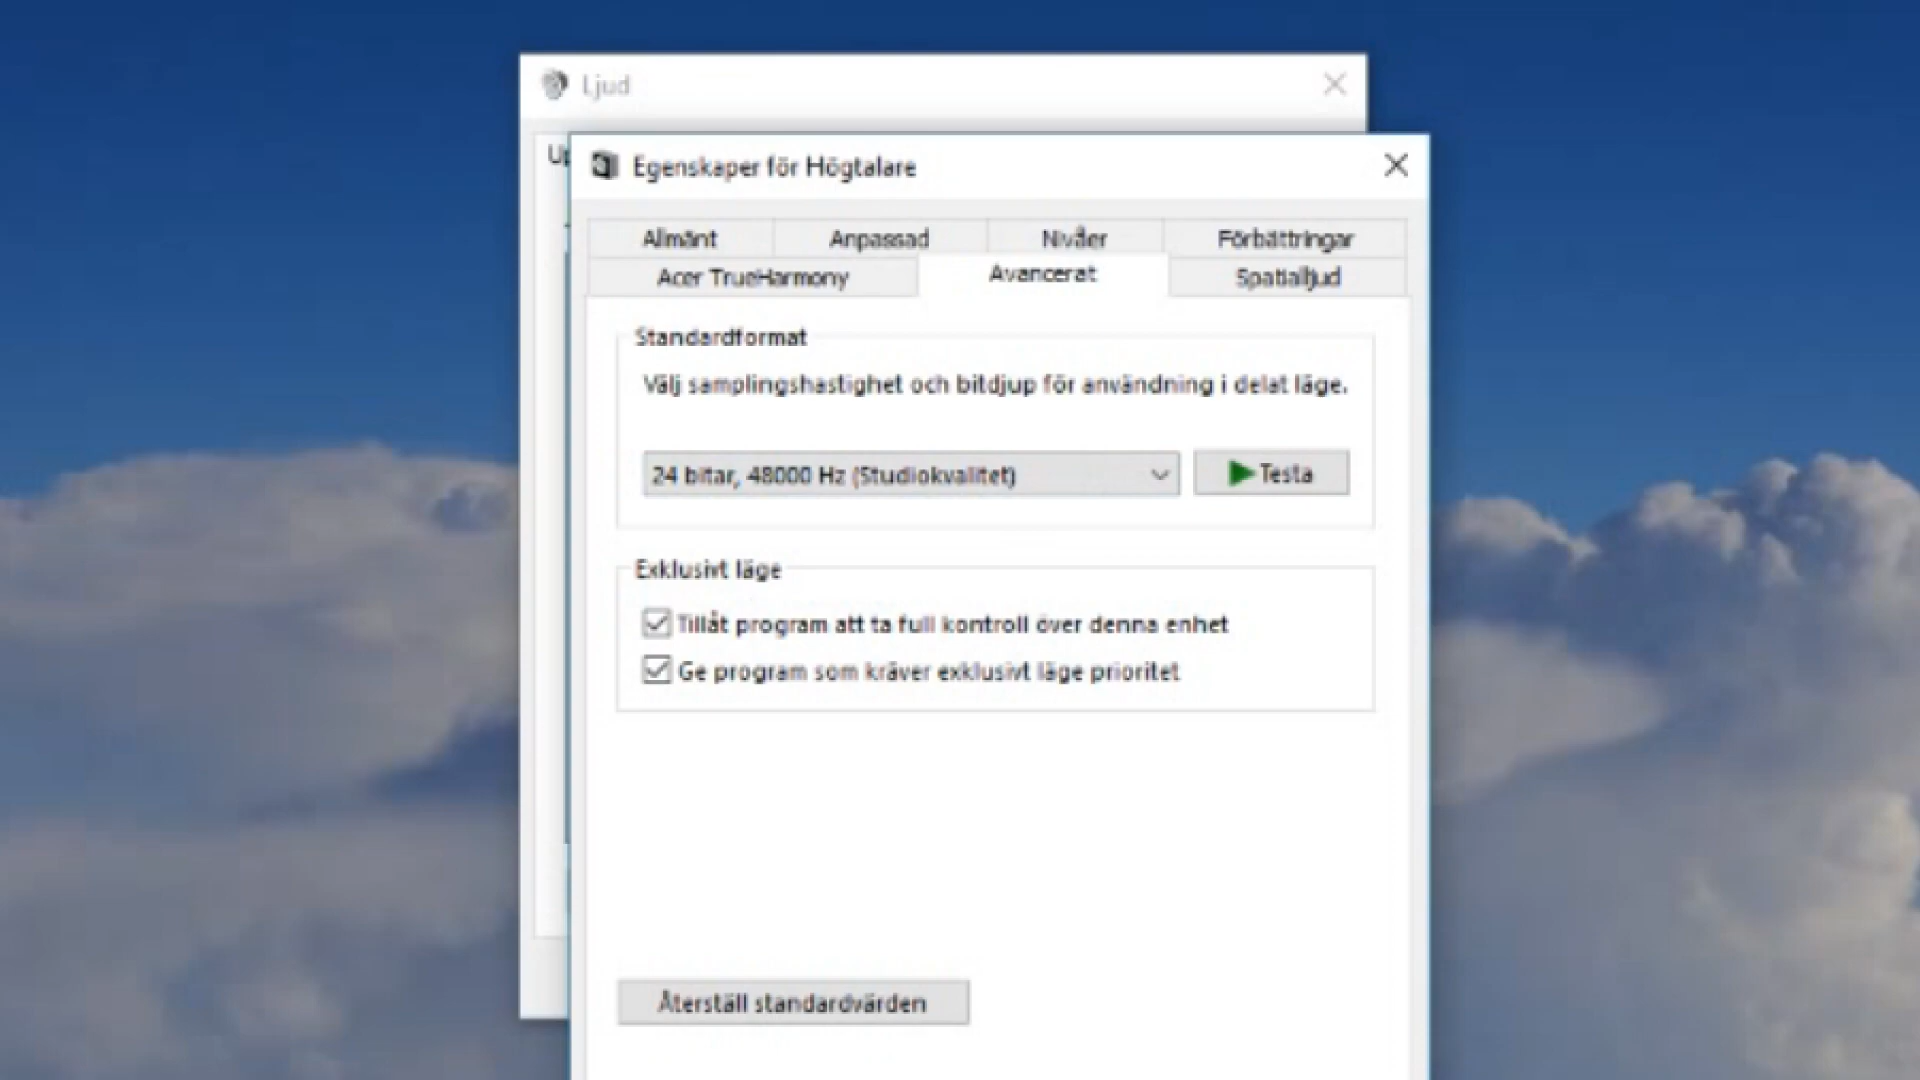 Ljud
Egenskaper för Högtalare
Allmänt Anpassad Nivåer Förbättringar
Acer TrueHarmony Avancerat Spatialljud
Standardformat
Välj samplingshastighet och bitdjup för användning i delat läge.
24 bitar, 48000 Hz (Studiokvalitet) Testa
Exklusivt läge
Tillåt program att ta full kontroll över denna enhet
Ge program som kräver exklusivt läge prioritet
Återställ standardvärden